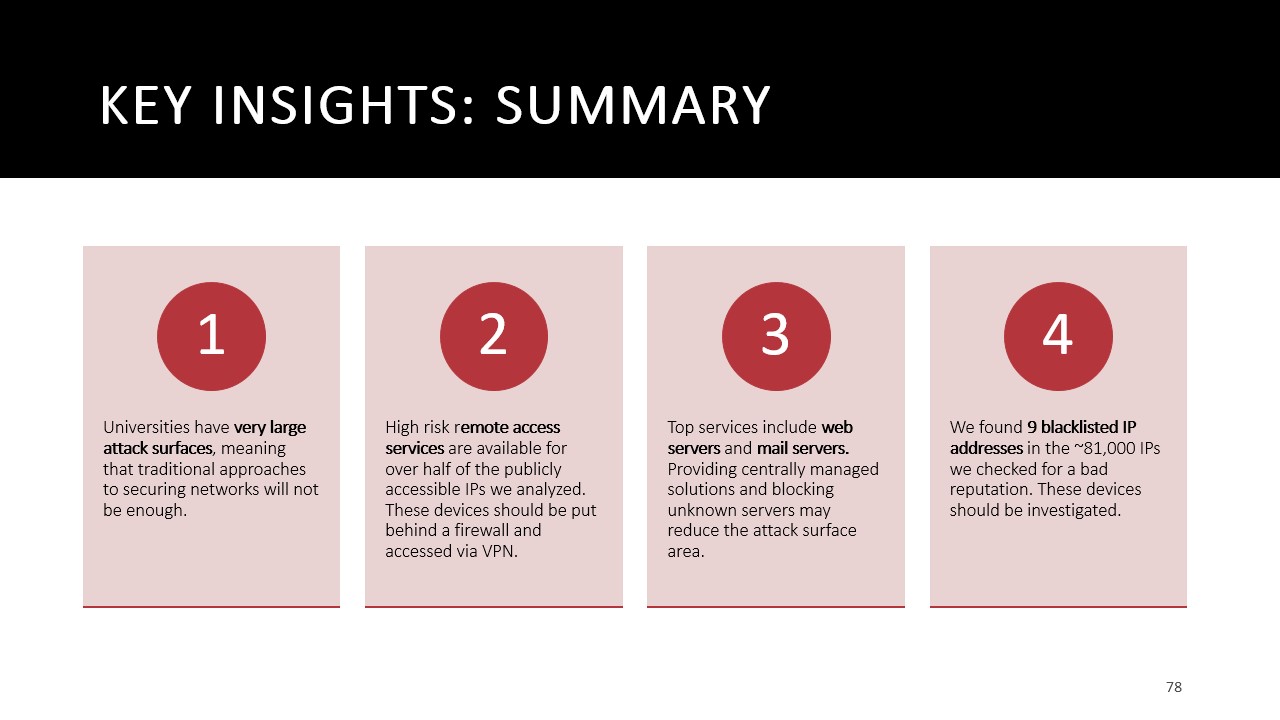 KEY INSIGHTS: SUMMARY
1
Universities have very large
attack surfaces, meaning
that traditional approaches
to securing networks will not
be enough.
2
High risk remote access
services are available for
over half of the publicly
accessible IPs we analyzed.
These devices should be put
behind a firewall and
accessed via VPN.
3
Top services include web
servers and mail servers.
Providing centrally managed
solutions and blocking
unknown servers may
reduce the attack surface
area.
4
We found 9 blacklisted IP
addresses in the ~81,000 IPs
we checked for a bad
reputation. These devices
should be investigated.
78